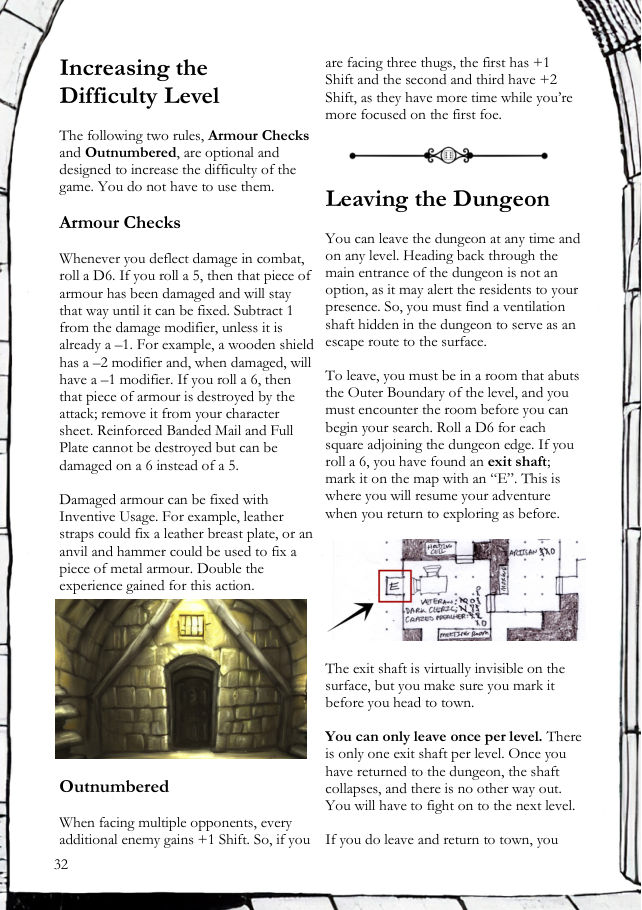 Increasing the
Difficulty Level
The following two rules, Armour Checks
and Outnumbered, are optional and
designed to increase the difficulty of the
game. You do not have to use them.
Armour Checks
Whenever you deflect damage in combat,
roll a D6. If you roll a 5, then that piece of
armour has been damaged and will stay
that way until it can be fixed. Subtract 1
from the damage modifier, unless it is
already a –1. For example, a wooden shield
has a –2 modifier and, when damaged, will
have a –1 modifier. If you roll a 6, then
that piece of armour is destroyed by the
attack; remove it from your character
sheet. Reinforced Banded Mail and Full
Plate cannot be destroyed but can be
damaged on a 6 instead of a 5.
Damaged armour can be fixed with
Inventive Usage. For example, leather
straps could fix a leather breast plate, or an
anvil and hammer could be used to fix a
piece of metal armour. Double the
experience gained for this action.
Outnumbered
When facing multiple opponents, every
additional enemy gains +1 Shift. So, if you
32
are facing three thugs, the first has +1
Shift and the second and third have +2
Shift, as they have more time while you're
more focused on the first foe.
Leaving the Dungeon
You can leave the dungeon at any time and
on any level. Heading back through the
main entrance of the dungeon is not an
option, as it may alert the residents to your
presence. So, you must find a ventilation
shaft hidden in the dungeon to serve as an
escape route to the surface.
To leave, you must be in a room that abuts
the Outer Boundary of the level, and you
must encounter the room before you can
begin your search. Roll a D6 for each
square adjoining the dungeon edge. If you
roll a 6, you have found an exit shaft;
mark it on the map with an “E”. This is
where you will resume your adventure
when you return to exploring as before.
HOLDING
CELL
ARTISAN
E
VETERAN:
DARK CLERIC:
CRAZED PREACHER:
MEETING ROOM
The exit shaft is virtually invisible on the
surface, but you make sure you mark it
before you head to town.
You can only leave once per level. There
is only one exit shaft per level. Once you
have returned to the dungeon, the shaft
collapses, and there is no other way out.
You will have to fight on to the next level.
If you do leave and return to town, you